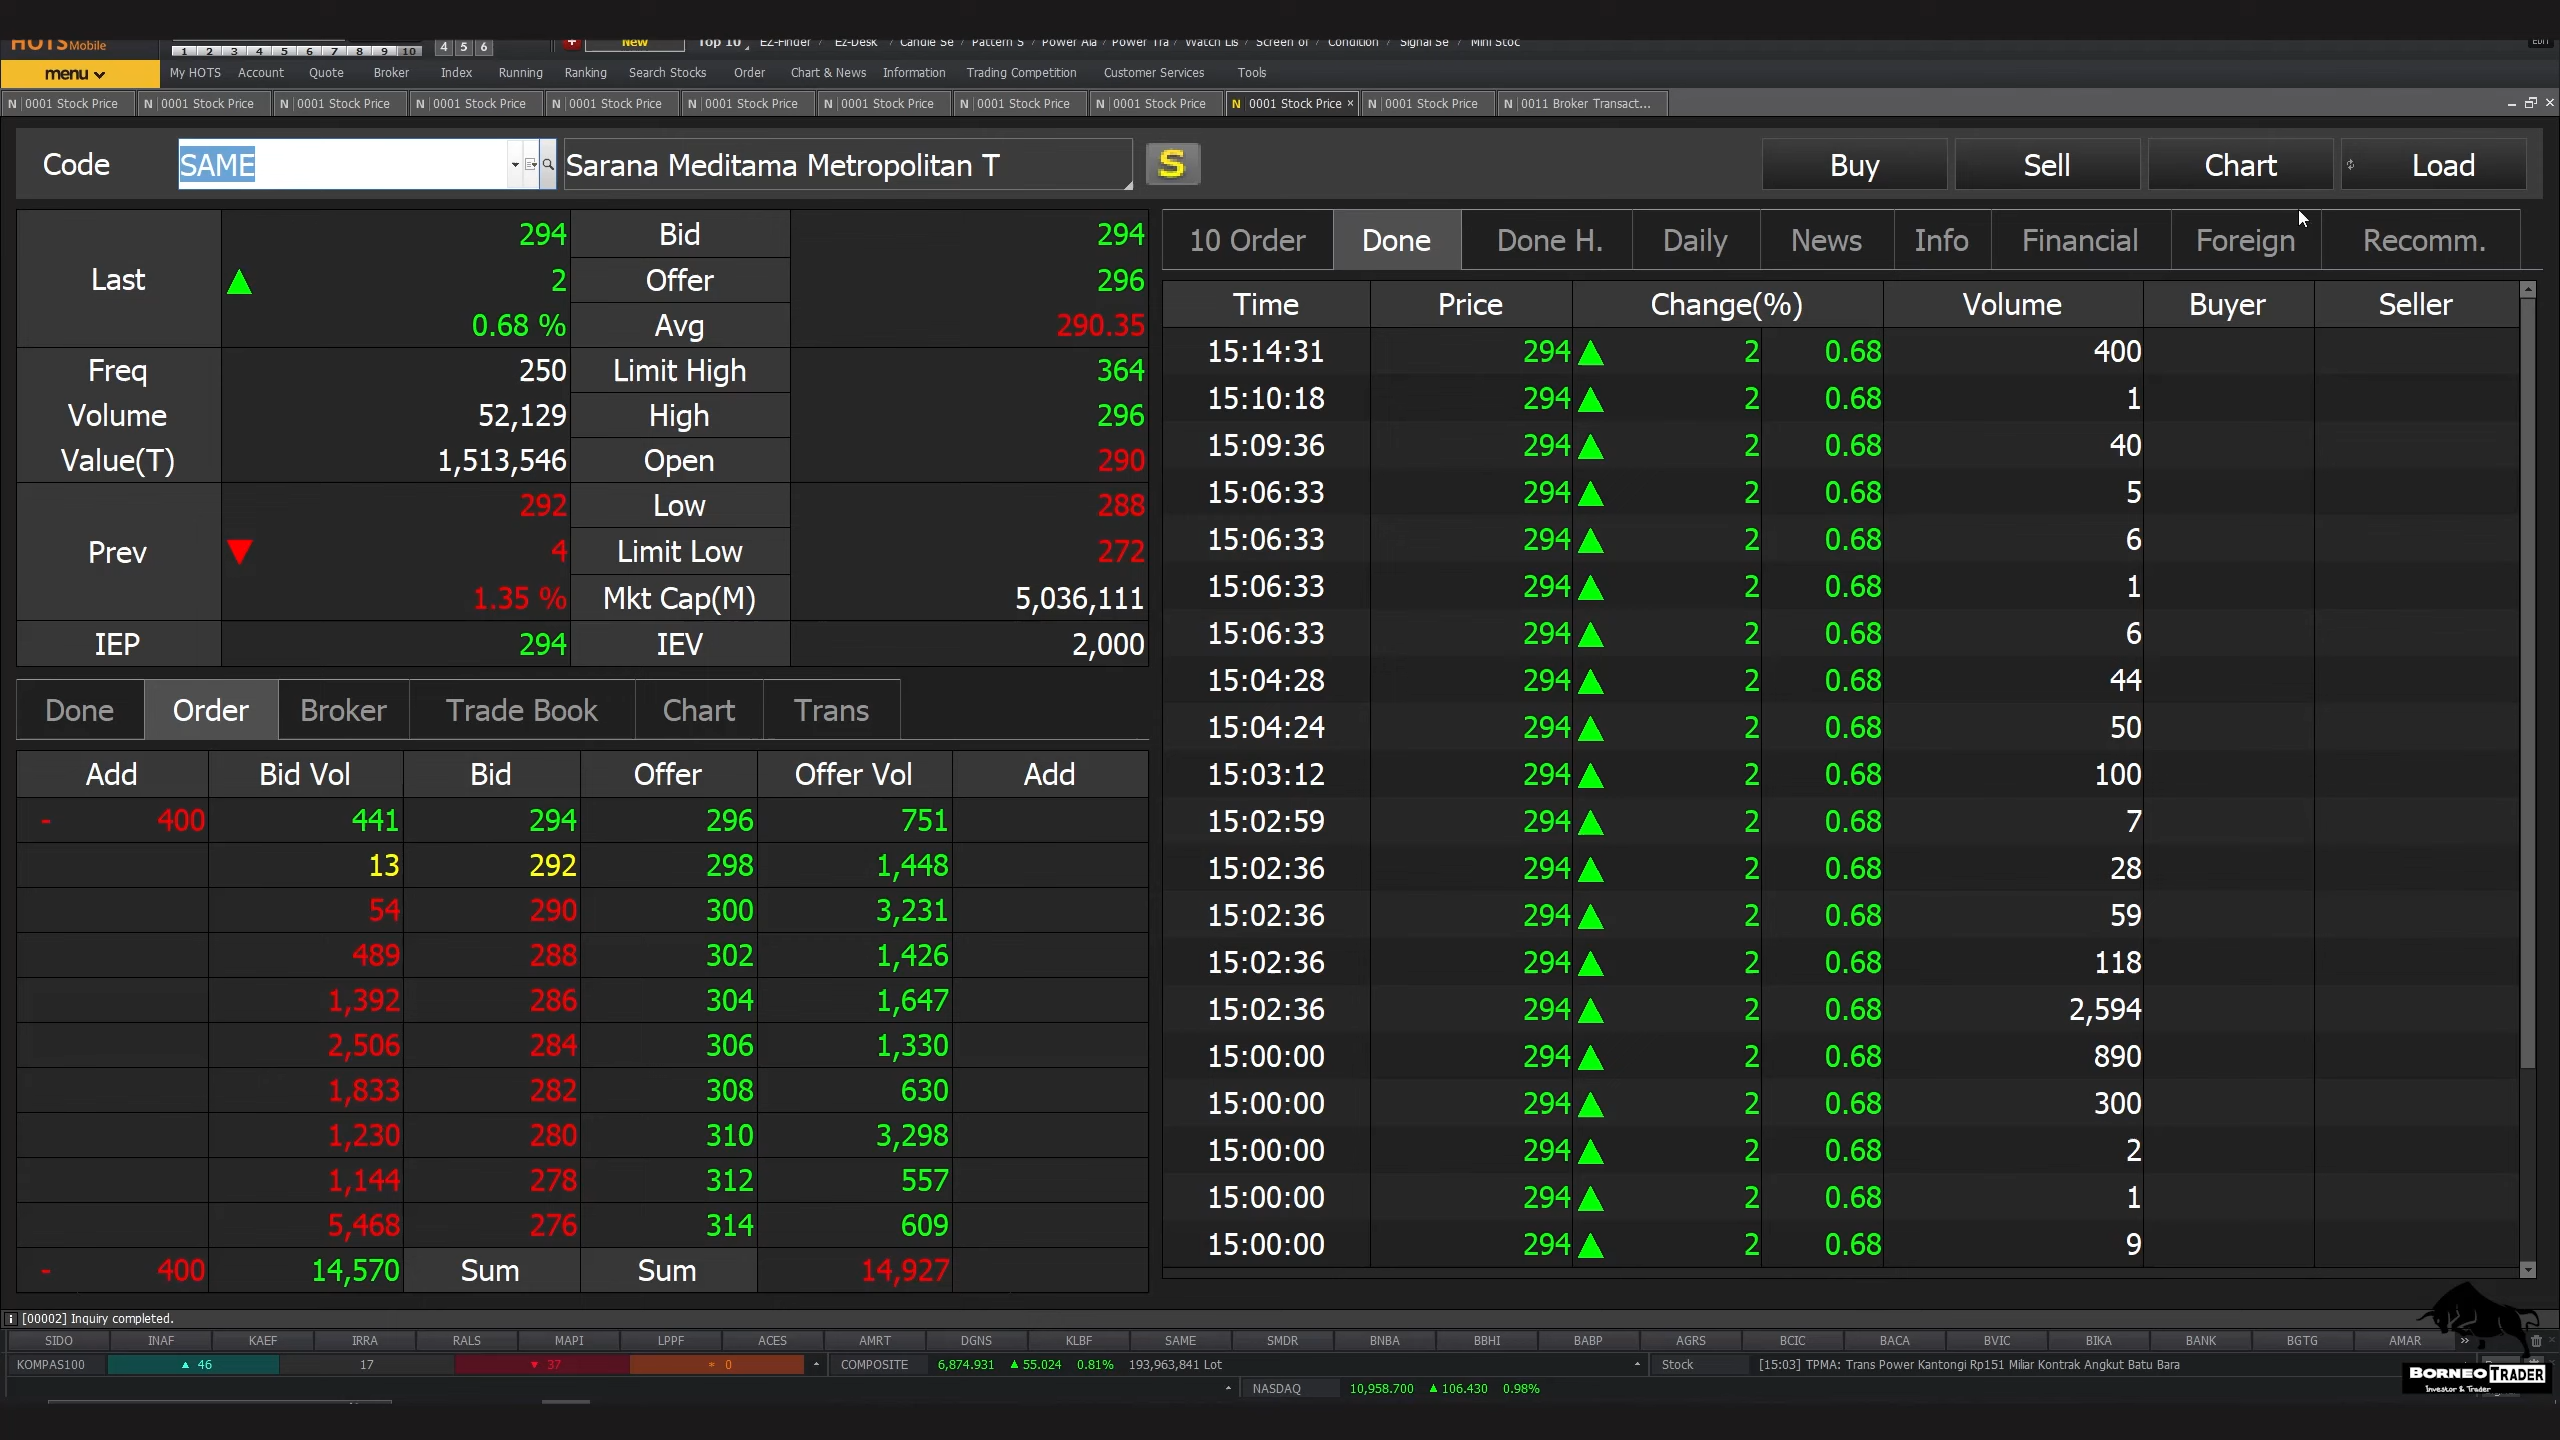 HOTS Mobile
1 2 3 4 5 6 7 8 9 10 4 5 6 New Top 10 EZ-Finder Ez-Desk Candle Se Pattern S Power Ala Power Tra Watch Lis Screen of Condition Signal Se Mini Stoc EDIT
menu My HOTS Account Quote Broker Index Running Ranking Search Stocks Order Chart & News Information Trading Competition Customer Services Tools
N 0001 Stock Price N 0001 Stock Price N 0001 Stock Price N 0001 Stock Price N 0001 Stock Price N 0001 Stock Price N 0001 Stock Price N 0001 Stock Price N 0001 Stock Price N 0001 Stock Price × N 0001 Stock Price N 0011 Broker Transact...
Code SAME Sarana Meditama Metropolitan T S Buy Sell Chart Load
Last 294 Bid 294
▲ 2 Offer 296
0.68 % Avg 290.35
Freq 250 Limit High 364
Volume 52,129 High 296
Value(T) 1,513,546 Open 290
Prev 292 Low 288
▼ 4 Limit Low 272
1.35 % Mkt Cap(M) 5,036,111
IEP 294 IEV 2,000
Done Order Broker Trade Book Chart Trans
Add Bid Vol Bid Offer Offer Vol Add
- 400 441 294 296 751
13 292 298 1,448
54 290 300 3,231
489 288 302 1,426
1,392 286 304 1,647
2,506 284 306 1,330
1,833 282 308 630
1,230 280 310 3,298
1,144 278 312 557
5,468 276 314 609
- 400 14,570 Sum Sum 14,927
10 Order Done Done H. Daily News Info Financial Foreign Recomm.
Time Price Change(%) Volume Buyer Seller
15:14:31 294 ▲ 2 0.68 400
15:10:18 294 ▲ 2 0.68 1
15:09:36 294 ▲ 2 0.68 40
15:06:33 294 ▲ 2 0.68 5
15:06:33 294 ▲ 2 0.68 6
15:06:33 294 ▲ 2 0.68 1
15:06:33 294 ▲ 2 0.68 6
15:04:28 294 ▲ 2 0.68 44
15:04:24 294 ▲ 2 0.68 50
15:03:12 294 ▲ 2 0.68 100
15:02:59 294 ▲ 2 0.68 7
15:02:36 294 ▲ 2 0.68 28
15:02:36 294 ▲ 2 0.68 59
15:02:36 294 ▲ 2 0.68 118
15:02:36 294 ▲ 2 0.68 2,594
15:00:00 294 ▲ 2 0.68 890
15:00:00 294 ▲ 2 0.68 300
15:00:00 294 ▲ 2 0.68 2
15:00:00 294 ▲ 2 0.68 1
15:00:00 294 ▲ 2 0.68 9
[00002] Inquiry completed.
SIDO INAF KAEF IRRA RALS MAPI LPPF ACES AMRT DGNS KLBF SAME SMDR BNBA BBHI BABP AGRS BCIC BACA BVIC BIKA BANK BGTG AMAR »
KOMPAS100 ▲ 46 17 ▼ 37 * 0 COMPOSITE 6,874.931 ▲ 55.024 0.81% 193,963,841 Lot Stock [15:03] TPMA: Trans Power Kantongi Rp151 Miliar Kontrak Angkut Batu Bara
NASDAQ 10,958.700 ▲ 106.430 0.98%
BORNEO TRADER
Investor & Trader